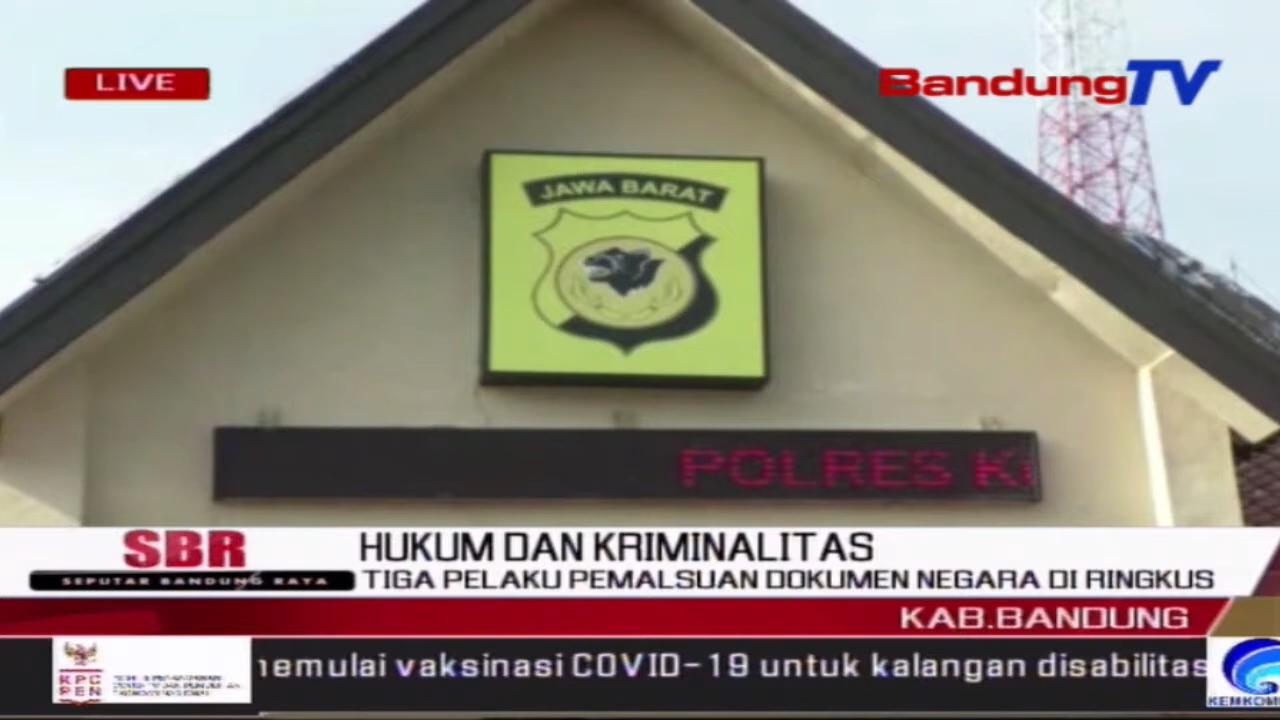 LIVE
BandungTV
JAWA BARAT
POLRES K
SBR
SEPUTAR BANDUNG RAYA
HUKUM DAN KRIMINALITAS
TIGA PELAKU PEMALSUAN DOKUMEN NEGARA DI RINGKUS
KAB.BANDUNG
KPC
PEN
memulai vaksinasi COVID-19 untuk kalangan disabilitas
KEMKOM